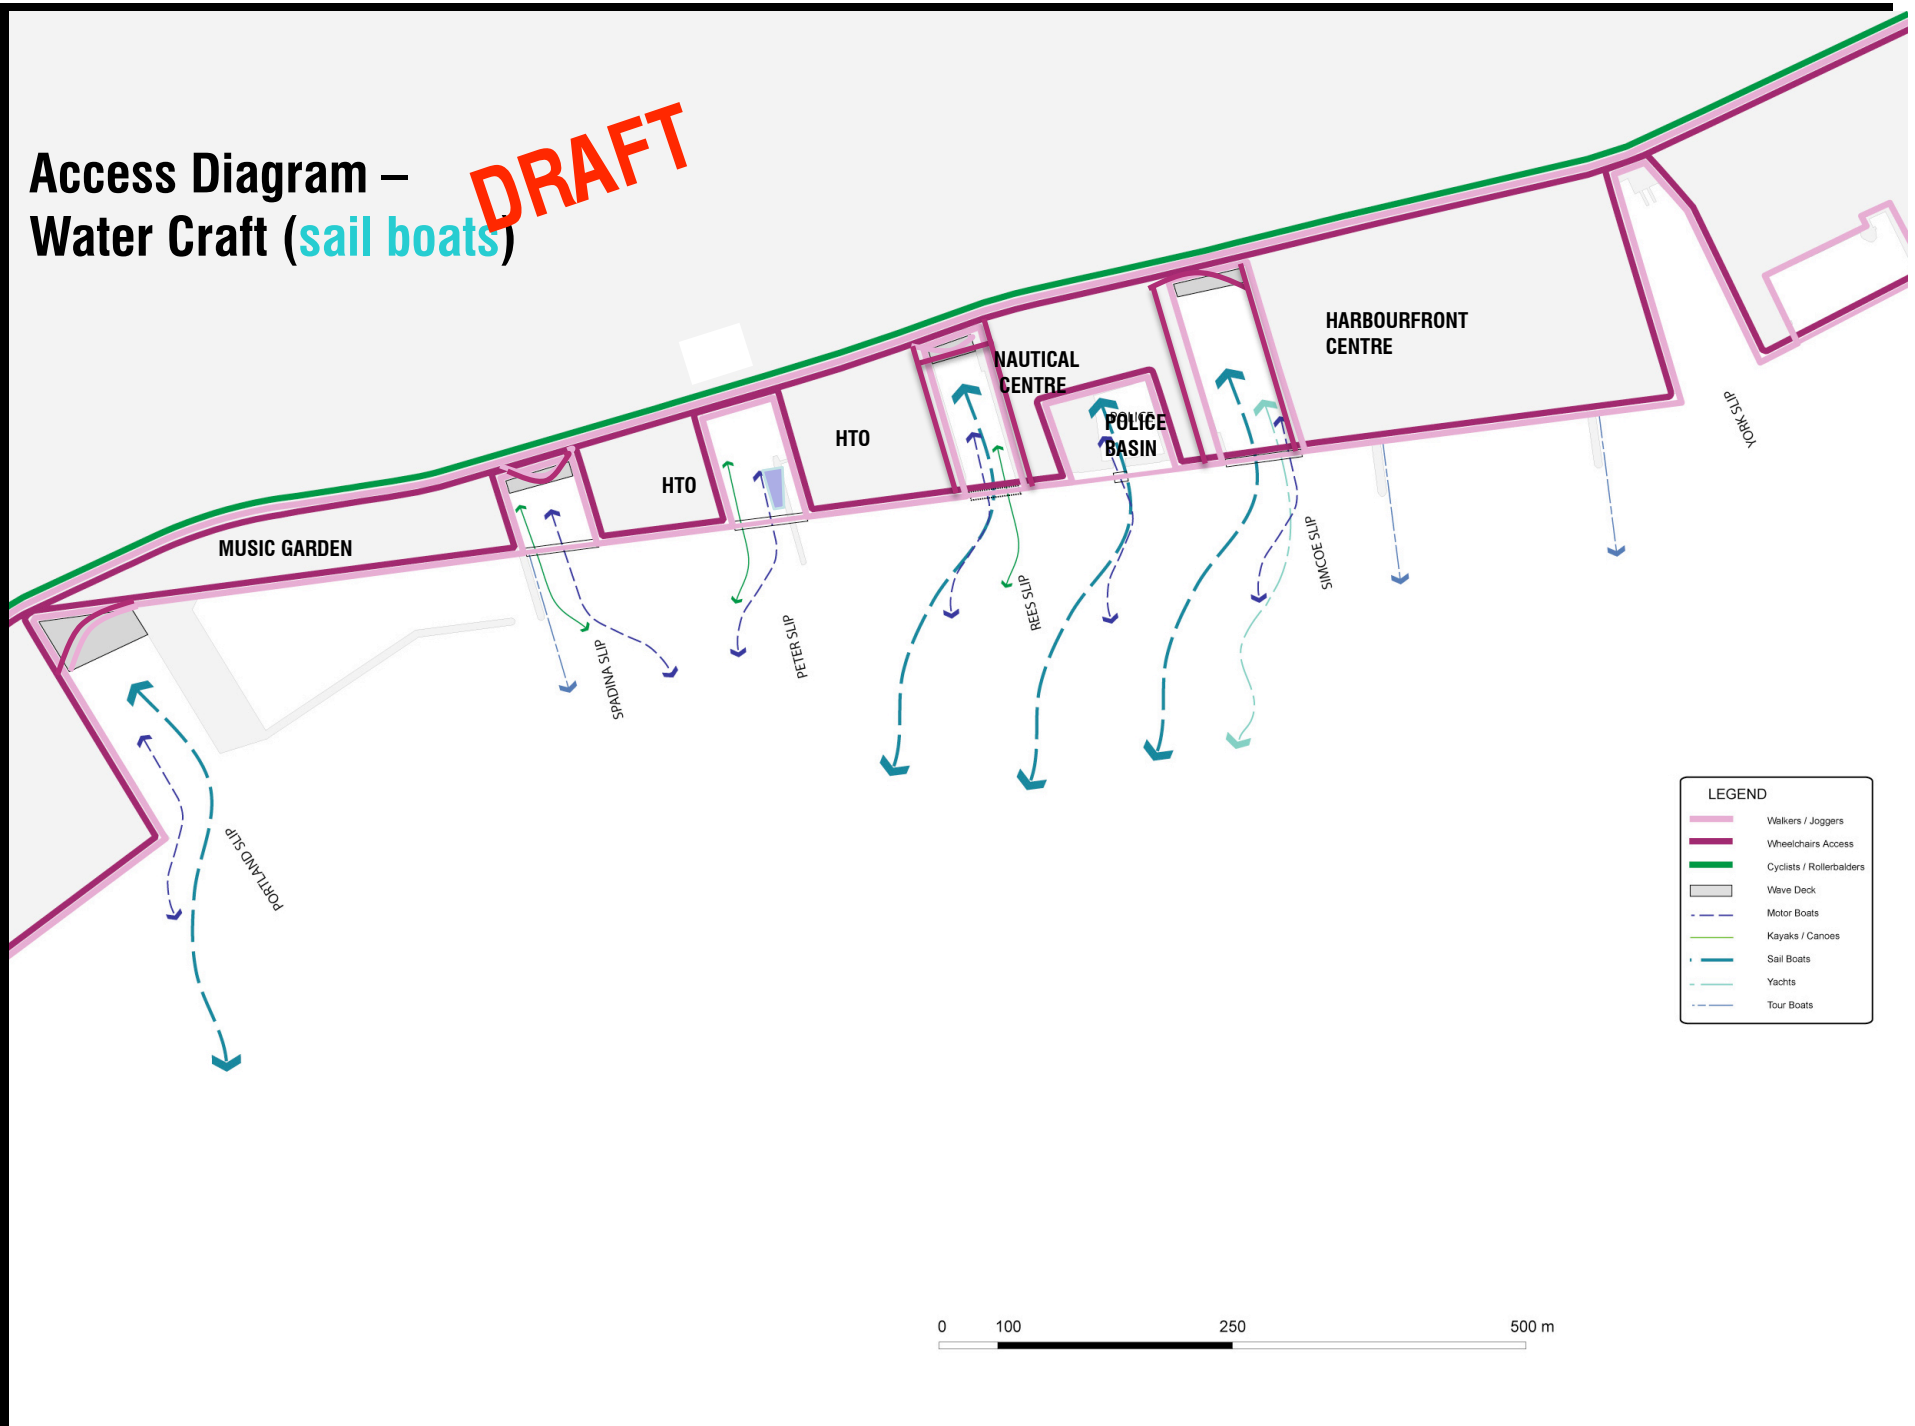 Access Diagram –
Water Craft (sail boats)
DRAFT
HARBOURFRONT
CENTRE
NAUTICAL
CENTRE
POLICE
POLICE
BASIN
HTO
HTO
MUSIC GARDEN
YORK SLIP
SIMCOE SLIP
REES SLIP
PETER SLIP
SPADINA SLIP
PORTLAND SLIP
LEGEND
Walkers / Joggers
Wheelchairs Access
Cyclists / Rollerbalders
Wave Deck
Motor Boats
Kayaks / Canoes
Sail Boats
Yachts
Tour Boats
0 100 250 500 m